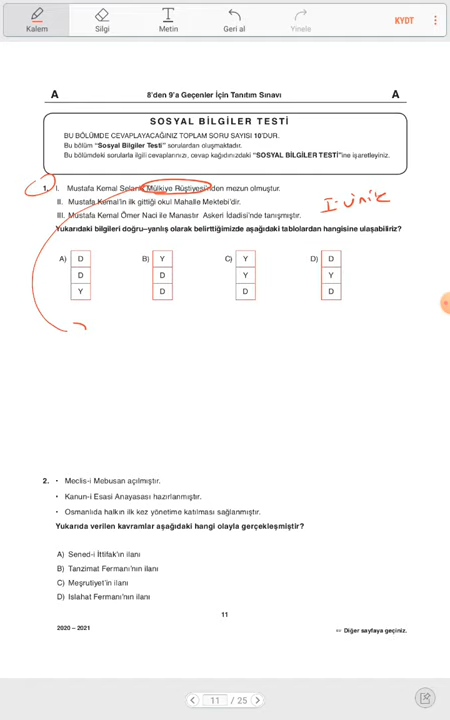 Kalem
Silgi
Metin
Geri al
Yinele
KYDT
A
8'den 9'a Geçenler İçin Tanıtım Sınavı
A
SOSYAL BİLGİLER TESTİ
BU BÖLÜMDE CEVAPLAYACAĞINIZ TOPLAM SORU SAYISI 10'DUR.
Bu bölüm "Sosyal Bilgiler Testi" sorulardan oluşmaktadır.
Bu bölümdeki sorularla ilgili cevaplarınızı, cevap kağıdınızdaki "SOSYAL BİLGİLER TESTİ"ine işaretleyiniz.
1. I. Mustafa Kemal Selanik Mülkiye Rüştiyesi'nden mezun olmuştur.
II. Mustafa Kemal'in ilk gittiği okul Mahalle Mektebi'dir.
III. Mustafa Kemal Ömer Naci ile Manastır Askeri İdadisi'nde tanışmıştır.
I. ünite
Yukarıdaki bilgileri doğru–yanlış olarak belirttiğimizde aşağıdaki tablolardan hangisine ulaşabiliriz?
A) D B) Y C) Y D) D
D D Y Y
Y D D D
2. • Meclis-i Mebusan açılmıştır.
• Kanun-i Esasi Anayasası hazırlanmıştır.
• Osmanlıda halkın ilk kez yönetime katılması sağlanmıştır.
Yukarıda verilen kavramlar aşağıdaki hangi olayla gerçekleşmiştir?
A) Sened-i İttifak'ın ilanı
B) Tanzimat Fermanı'nın ilanı
C) Meşrutiyet'in ilanı
D) Islahat Fermanı'nın ilanı
11
2020 – 2021
Diğer sayfaya geçiniz.
11 / 25